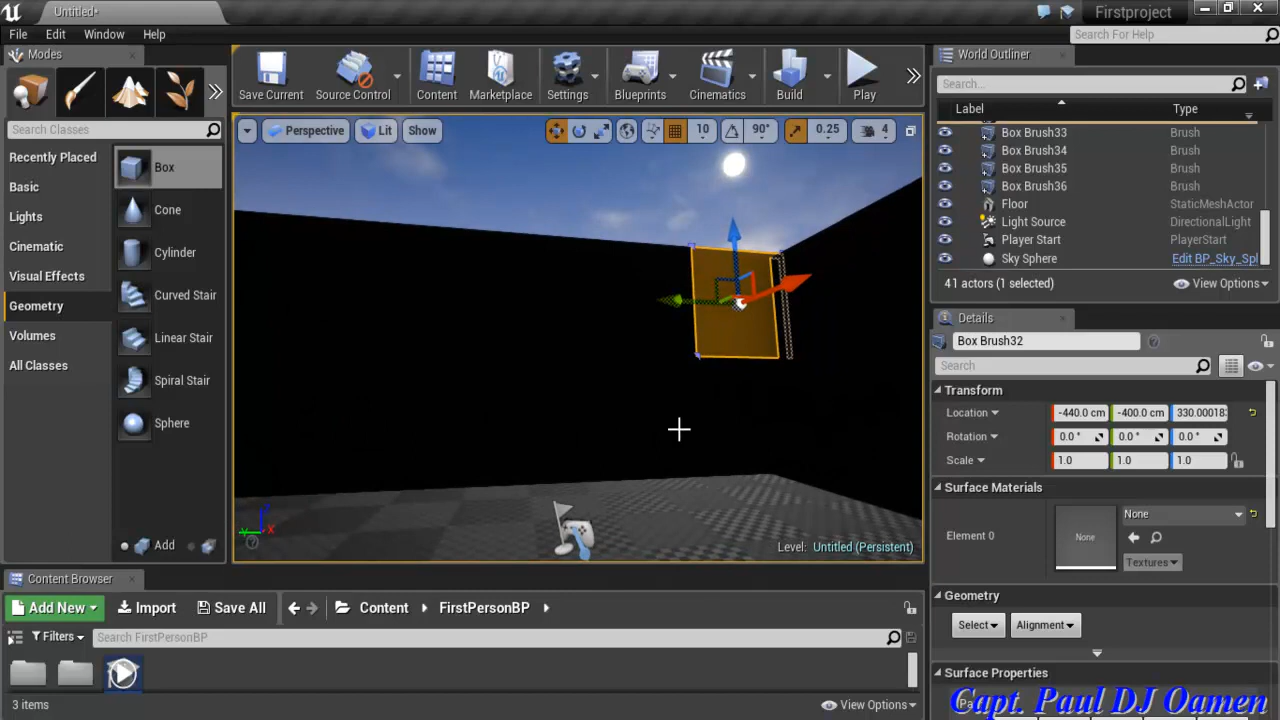 Untitled*
Firstproject
File Edit Window Help
Search For Help
Modes
Search Classes
Recently Placed
Basic
Lights
Cinematic
Visual Effects
Geometry
Volumes
All Classes
Box
Cone
Cylinder
Curved Stair
Linear Stair
Spiral Stair
Sphere
Add
Save Current Source Control Content Marketplace Settings Blueprints Cinematics Build Play
Perspective Lit Show 10 90° 0.25 4
Level: Untitled (Persistent)
World Outliner
Search...
Label Type
Box Brush33 Brush
Box Brush34 Brush
Box Brush35 Brush
Box Brush36 Brush
Floor StaticMeshActor
Light Source DirectionalLight
Player Start PlayerStart
Sky Sphere Edit BP_Sky_Spl
41 actors (1 selected) View Options
Details
Box Brush32
Search
Transform
Location -440.0 cm -400.0 cm 330.00018
Rotation 0.0 ° 0.0 ° 0.0 °
Scale 1.0 1.0 1.0
Surface Materials
Element 0 None None
Textures
Geometry
Select Alignment
Surface Properties
Capt. Paul DJ Oamen
Content Browser
Add New Import Save All Content FirstPersonBP
Filters Search FirstPersonBP
3 items View Options